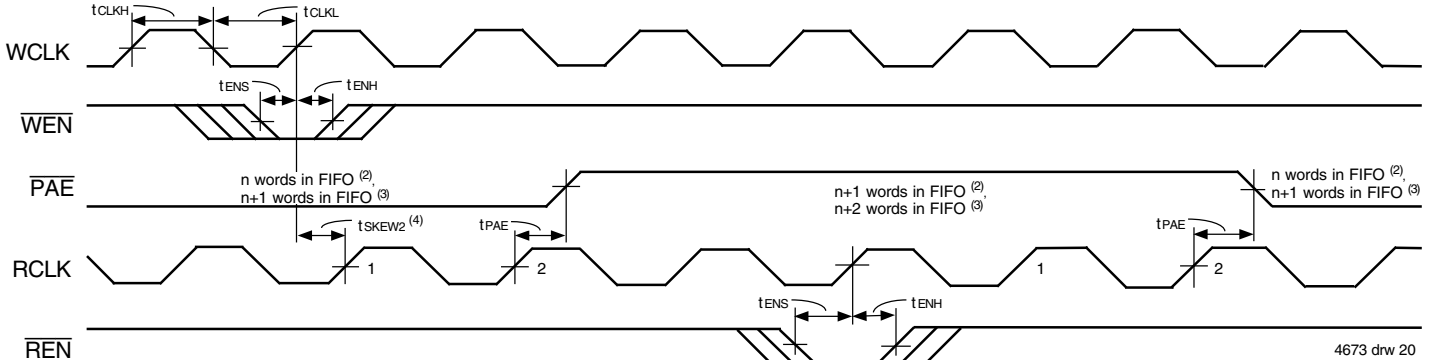 tCLKH tCLKL
WCLK
tENS tENH
WEN
PAE
n words in FIFO (2),
n+1 words in FIFO (3)
n+1 words in FIFO (2),
n+2 words in FIFO (3)
n words in FIFO (2),
n+1 words in FIFO (3)
tSKEW2 (4) tPAE tPAE
RCLK 1 2 1 2
tENS tENH
REN
4673 drw 20